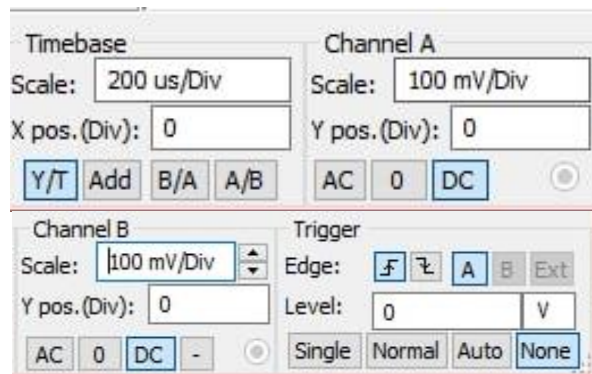 Timebase
Scale: 200 us/Div
X pos.(Div): 0
Y/T Add B/A A/B
Channel A
Scale: 100 mV/Div
Y pos.(Div): 0
AC 0 DC
Channel B
Scale: 100 mV/Div
Y pos.(Div): 0
AC 0 DC -
Trigger
Edge: A B Ext
Level: 0 V
Single Normal Auto None